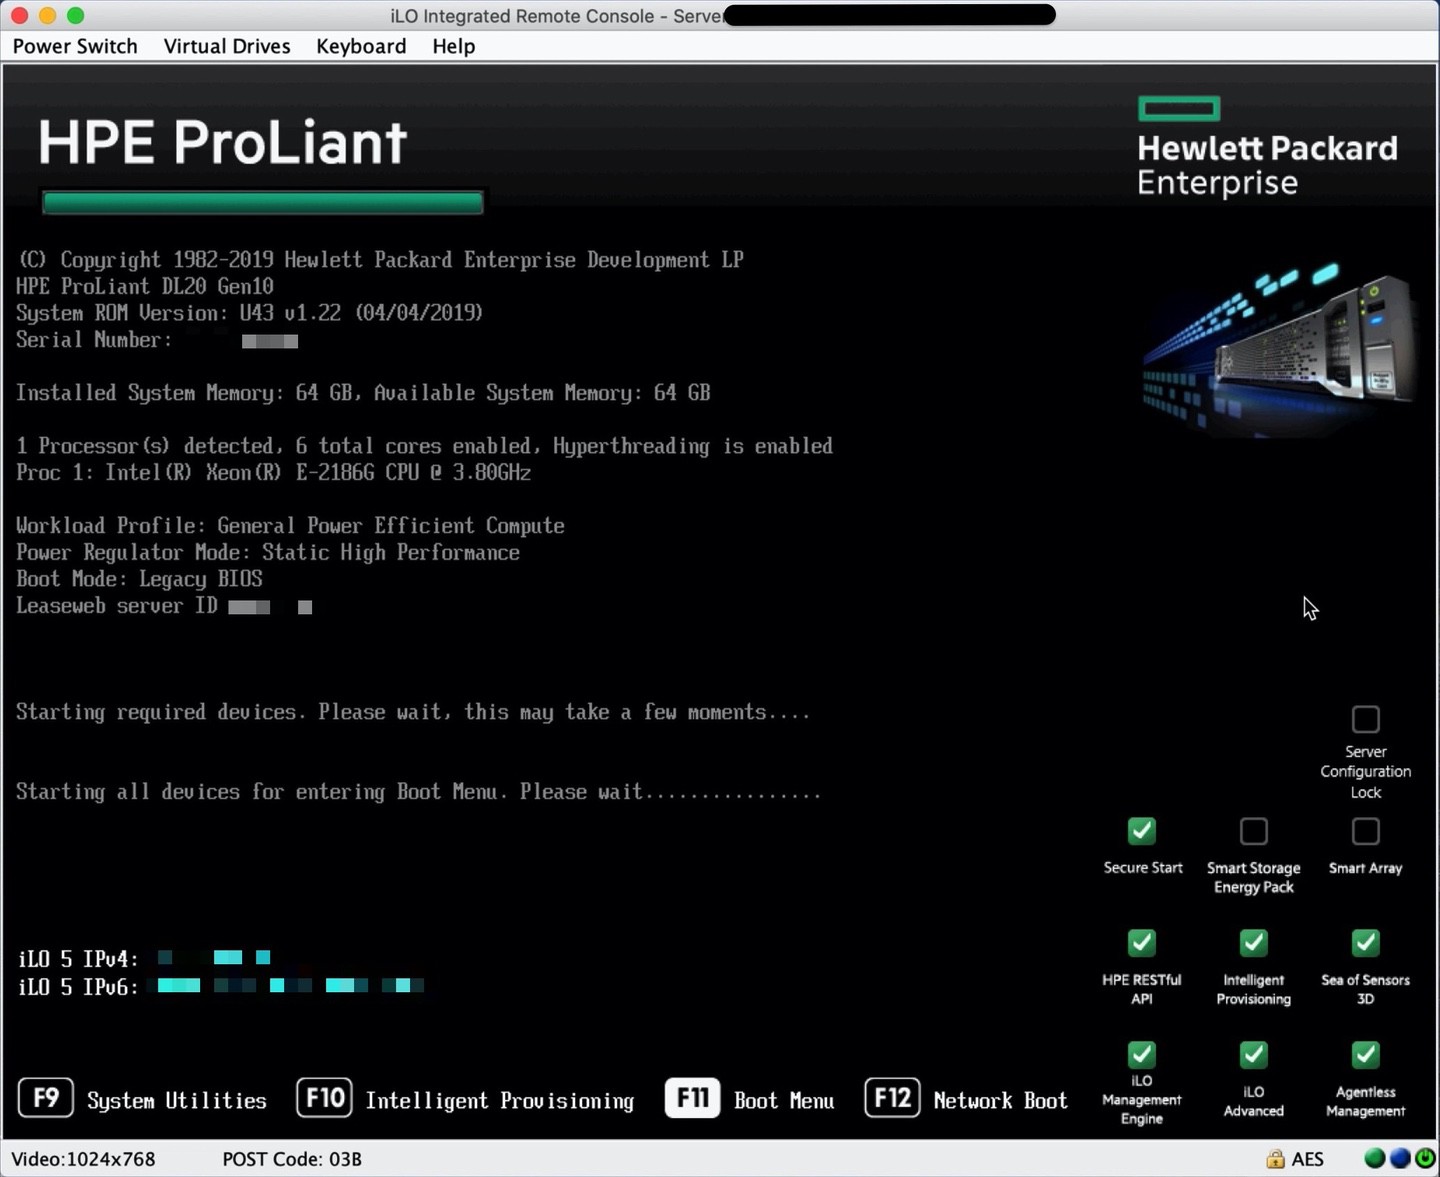 iLO Integrated Remote Console - Server
Power Switch Virtual Drives Keyboard Help
HPE ProLiant
Hewlett Packard
Enterprise
(C) Copyright 1982-2019 Hewlett Packard Enterprise Development LP
HPE ProLiant DL20 Gen10
System ROM Version: U43 v1.22 (04/04/2019)
Serial Number:
Installed System Memory: 64 GB, Available System Memory: 64 GB
1 Processor(s) detected, 6 total cores enabled, Hyperthreading is enabled
Proc 1: Intel(R) Xeon(R) E-2186G CPU @ 3.80GHz
Workload Profile: General Power Efficient Compute
Power Regulator Mode: Static High Performance
Boot Mode: Legacy BIOS
Leaseweb server ID
Starting required devices. Please wait, this may take a few moments....
Server
Configuration
Lock
Starting all devices for entering Boot Menu. Please wait................
Secure Start
Smart Storage
Energy Pack
Smart Array
iLO 5 IPv4:
iLO 5 IPv6:
HPE RESTful
API
Intelligent
Provisioning
Sea of Sensors
3D
iLO
Management
Engine
iLO
Advanced
Agentless
Management
F9 System Utilities F10 Intelligent Provisioning F11 Boot Menu F12 Network Boot
Video:1024x768 POST Code: 03B AES